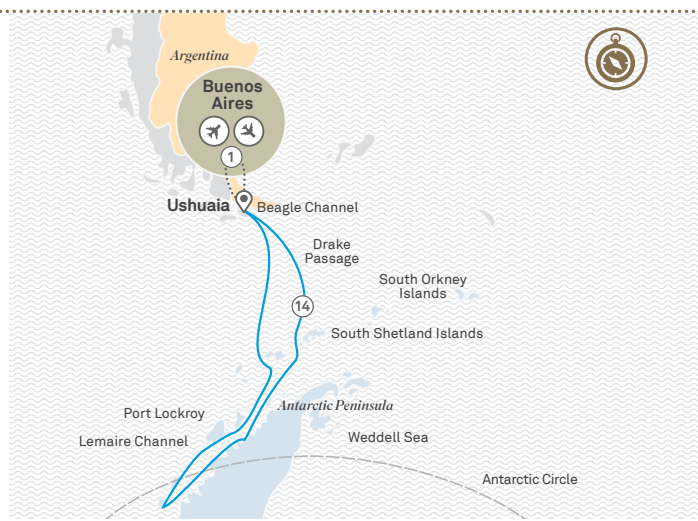 Argentina
Buenos
Aires
1
Ushuaia
Beagle Channel
Drake
Passage
South Orkney
Islands
14
South Shetland Islands
Antarctic Peninsula
Port Lockroy
Weddell Sea
Lemaire Channel
Antarctic Circle